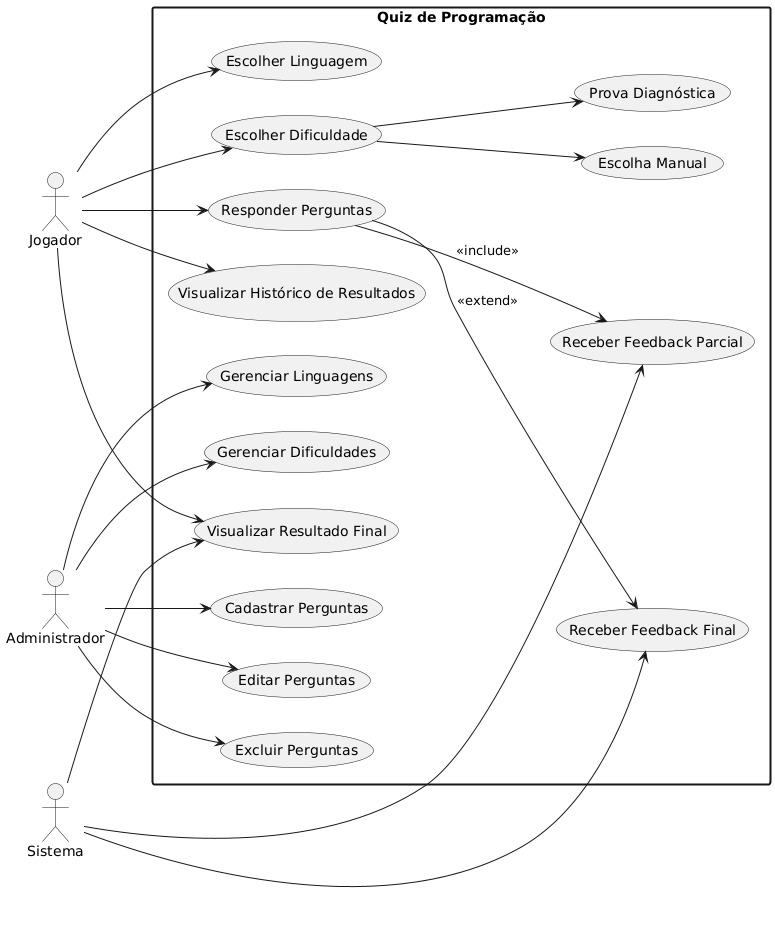 Quiz de Programação
Escolher Linguagem
Prova Diagnóstica
Escolher Dificuldade
Escolha Manual
Responder Perguntas
Jogador
«include»
Visualizar Histórico de Resultados
«extend»
Receber Feedback Parcial
Gerenciar Linguagens
Gerenciar Dificuldades
Visualizar Resultado Final
Cadastrar Perguntas
Receber Feedback Final
Administrador
Editar Perguntas
Excluir Perguntas
Sistema